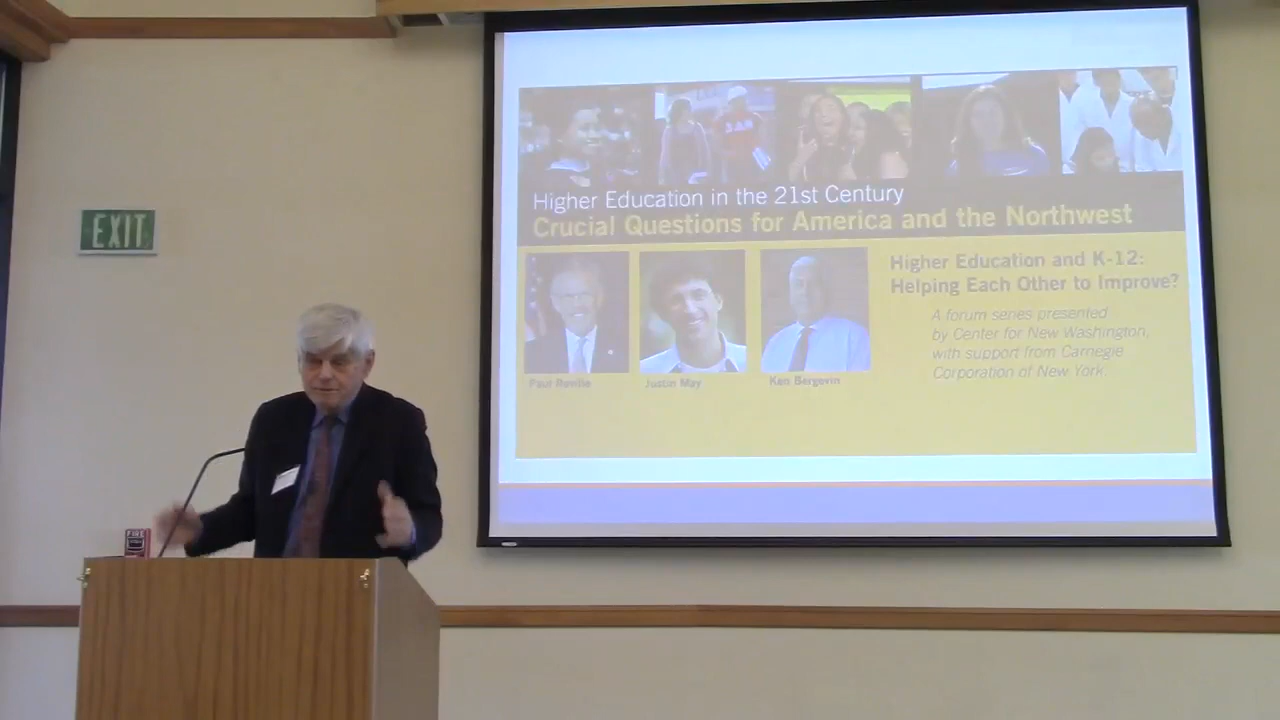 EXIT
FIRE
Higher Education in the 21st Century
Crucial Questions for America and the Northwest
Higher Education and K-12:
Helping Each Other to Improve?
A forum series presented
by Center for New Washington,
with support from Carnegie
Corporation of New York.
Paul Reville
Justin May
Ken Bergevin